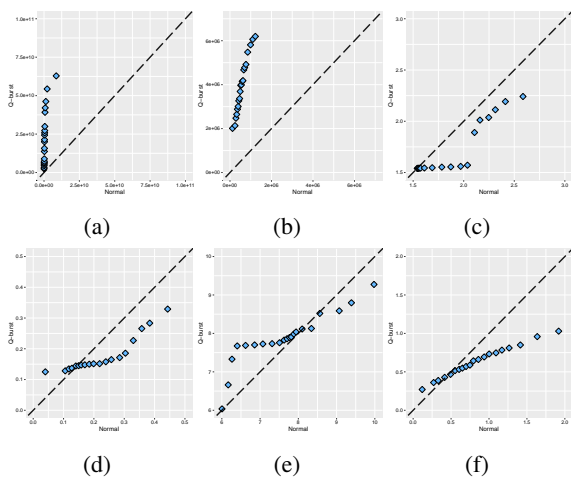 1.0e+11
7.5e+10
5.0e+10
2.5e+10
0.0e+00
Q−burst
0.0e+00 2.5e+10 5.0e+10 7.5e+10 1.0e+11
Normal
(a)
6e+06
4e+06
2e+06
0e+00
Q−burst
0e+00 2e+06 4e+06 6e+06
Normal
(b)
3.0
2.5
2.0
1.5
Q−burst
1.5 2.0 2.5 3.0
Normal
(c)
0.5
0.4
0.3
0.2
0.1
0.0
Q−burst
0.0 0.1 0.2 0.3 0.4 0.5
Normal
(d)
10
9
8
7
6
Q−burst
6 7 8 9 10
Normal
(e)
2.0
1.5
1.0
0.5
0.0
Q−burst
0.0 0.5 1.0 1.5 2.0
Normal
(f)